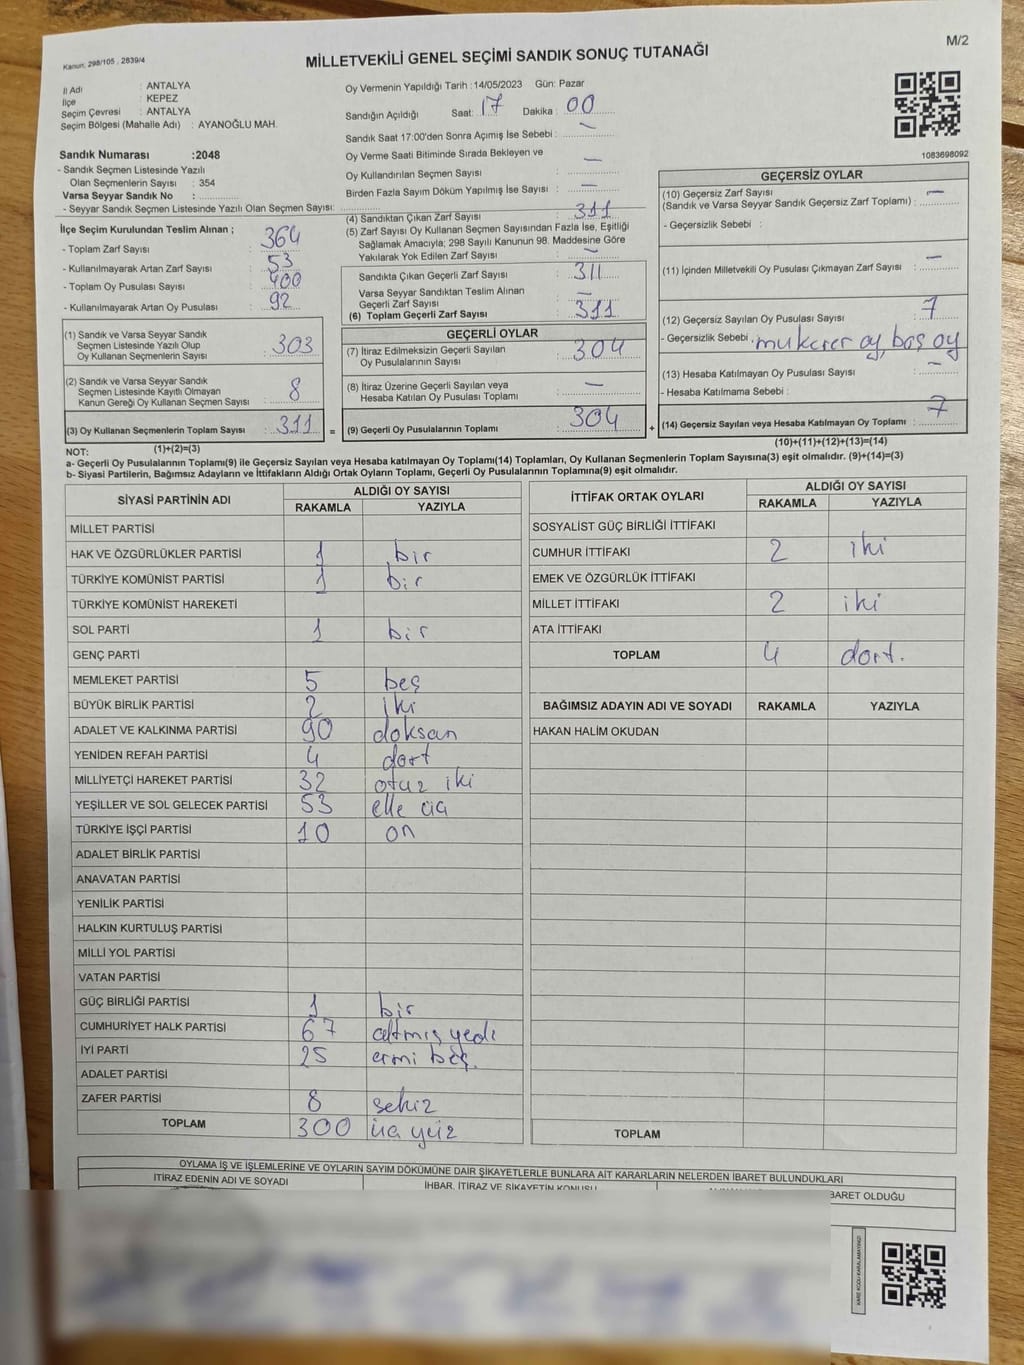 Kanun: 298/105 , 2839/4
MİLLETVEKİLİ GENEL SEÇİMİ SANDIK SONUÇ TUTANAĞI
M/2
İl Adı : ANTALYA
İlçe : KEPEZ
Seçim Çevresi : ANTALYA
Seçim Bölgesi (Mahalle Adı) : AYANOĞLU MAH.
Sandık Numarası :2048
- Sandık Seçmen Listesinde Yazılı
Olan Seçmenlerin Sayısı : 354
Varsa Seyyar Sandık No :
- Seyyar Sandık Seçmen Listesinde Yazılı Olan Seçmen Sayısı:
Oy Vermenin Yapıldığı Tarih :14/05/2023 Gün: Pazar
Sandığın Açıldığı Saat: 17 Dakika : 00
Sandık Saat 17:00'den Sonra Açımış İse Sebebi : —
Oy Verme Saati Bitiminde Sırada Bekleyen ve
Oy Kullandırılan Seçmen Sayısı : —
Birden Fazla Sayım Döküm Yapılmış İse Sayısı : —
1083698092
İlçe Seçim Kurulundan Teslim Alınan ;
- Toplam Zarf Sayısı : 364
- Kullanılmayarak Artan Zarf Sayısı : 53
- Toplam Oy Pusulası Sayısı : 400
- Kullanılmayarak Artan Oy Pusulası : 92
(1) Sandık ve Varsa Seyyar Sandık
Seçmen Listesinde Yazılı Olup
Oy Kullanan Seçmenlerin Sayısı : 303
(2) Sandık ve Varsa Seyyar Sandık
Seçmen Listesinde Kayıtlı Olmayan
Kanun Gereği Oy Kullanan Seçmen Sayısı : 8
(3) Oy Kullanan Seçmenlerin Toplam Sayısı : 311 =
(1)+(2)=(3)
(4) Sandıktan Çıkan Zarf Sayısı : 311
(5) Zarf Sayısı Oy Kullanan Seçmen Sayısından Fazla İse, Eşitliği
Sağlamak Amacıyla; 298 Sayılı Kanunun 98. Maddesine Göre
Yakılarak Yok Edilen Zarf Sayısı : —
Sandıkta Çıkan Geçerli Zarf Sayısı : 311
Varsa Seyyar Sandıktan Teslim Alınan
Geçerli Zarf Sayısı : —
(6) Toplam Geçerli Zarf Sayısı : 311
GEÇERLİ OYLAR
(7) İtiraz Edilmeksizin Geçerli Sayılan
Oy Pusulalarının Sayısı : 304
(8) İtiraz Üzerine Geçerli Sayılan veya
Hesaba Katılan Oy Pusulası Toplamı : —
(9) Geçerli Oy Pusulalarının Toplamı : 304 +
GEÇERSİZ OYLAR
(10) Geçersiz Zarf Sayısı —
(Sandık ve Varsa Seyyar Sandık Geçersiz Zarf Toplamı) :
- Geçersizlik Sebebi :
(11) İçinden Milletvekili Oy Pusulası Çıkmayan Zarf Sayısı : —
(12) Geçersiz Sayılan Oy Pusulası Sayısı : 7
- Geçersizlik Sebebi : mukerer oy, boş oy
(13) Hesaba Katılmayan Oy Pusulası Sayısı : —
- Hesaba Katılmama Sebebi :
(14) Geçersiz Sayılan veya Hesaba Katılmayan Oy Toplamı : 7
(10)+(11)+(12)+(13)=(14)
NOT:
a- Geçerli Oy Pusulalarının Toplamı(9) ile Geçersiz Sayılan veya Hesaba katılmayan Oy Toplamı(14) Toplamları, Oy Kullanan Seçmenlerin Toplam Sayısına(3) eşit olmalıdır. (9)+(14)=(3)
b- Siyasi Partilerin, Bağımsız Adayların ve İttifakların Aldığı Ortak Oyların Toplamı, Geçerli Oy Pusulalarının Toplamına(9) eşit olmalıdır.
SİYASİ PARTİNİN ADI ALDIĞI OY SAYISI
RAKAMLA YAZIYLA
MİLLET PARTİSİ
HAK VE ÖZGÜRLÜKLER PARTİSİ 1 bir
TÜRKİYE KOMÜNİST PARTİSİ 1 bir
TÜRKİYE KOMÜNİST HAREKETİ
SOL PARTİ 1 bir
GENÇ PARTİ
MEMLEKET PARTİSİ 5 beş
BÜYÜK BİRLİK PARTİSİ 2 iki
ADALET VE KALKINMA PARTİSİ 90 doksan
YENİDEN REFAH PARTİSİ 4 dört
MİLLİYETÇİ HAREKET PARTİSİ 32 otuz iki
YEŞİLLER VE SOL GELECEK PARTİSİ 53 elle üç
TÜRKİYE İŞÇİ PARTİSİ 10 on
ADALET BİRLİK PARTİSİ
ANAVATAN PARTİSİ
YENİLİK PARTİSİ
HALKIN KURTULUŞ PARTİSİ
MİLLİ YOL PARTİSİ
VATAN PARTİSİ
GÜÇ BİRLİĞİ PARTİSİ 1 bir
CUMHURİYET HALK PARTİSİ 67 altmış yedi
İYİ PARTİ 25 ermi beş.
ADALET PARTİSİ
ZAFER PARTİSİ 8 sekiz
TOPLAM 300 üç yüz
İTTİFAK ORTAK OYLARI ALDIĞI OY SAYISI
RAKAMLA YAZIYLA
SOSYALİST GÜÇ BİRLİĞİ İTTİFAKI
CUMHUR İTTİFAKI 2 iki
EMEK VE ÖZGÜRLÜK İTTİFAKI
MİLLET İTTİFAKI 2 iki
ATA İTTİFAKI
TOPLAM 4 dört.
BAĞIMSIZ ADAYIN ADI VE SOYADI RAKAMLA YAZIYLA
HAKAN HALİM OKUDAN
TOPLAM
OYLAMA İŞ VE İŞLEMLERİNE VE OYLARIN SAYIM DÖKÜMÜNE DAİR ŞİKAYETLERLE BUNLARA AİT KARARLARIN NELERDEN İBARET BULUNDUKLARI
İTİRAZ EDENİN ADI VE SOYADI İHBAR, İTİRAZ VE ŞİKAYETİN KONUSU BARET OLDUĞU
KARE KODU KARALAMAYINIZ!